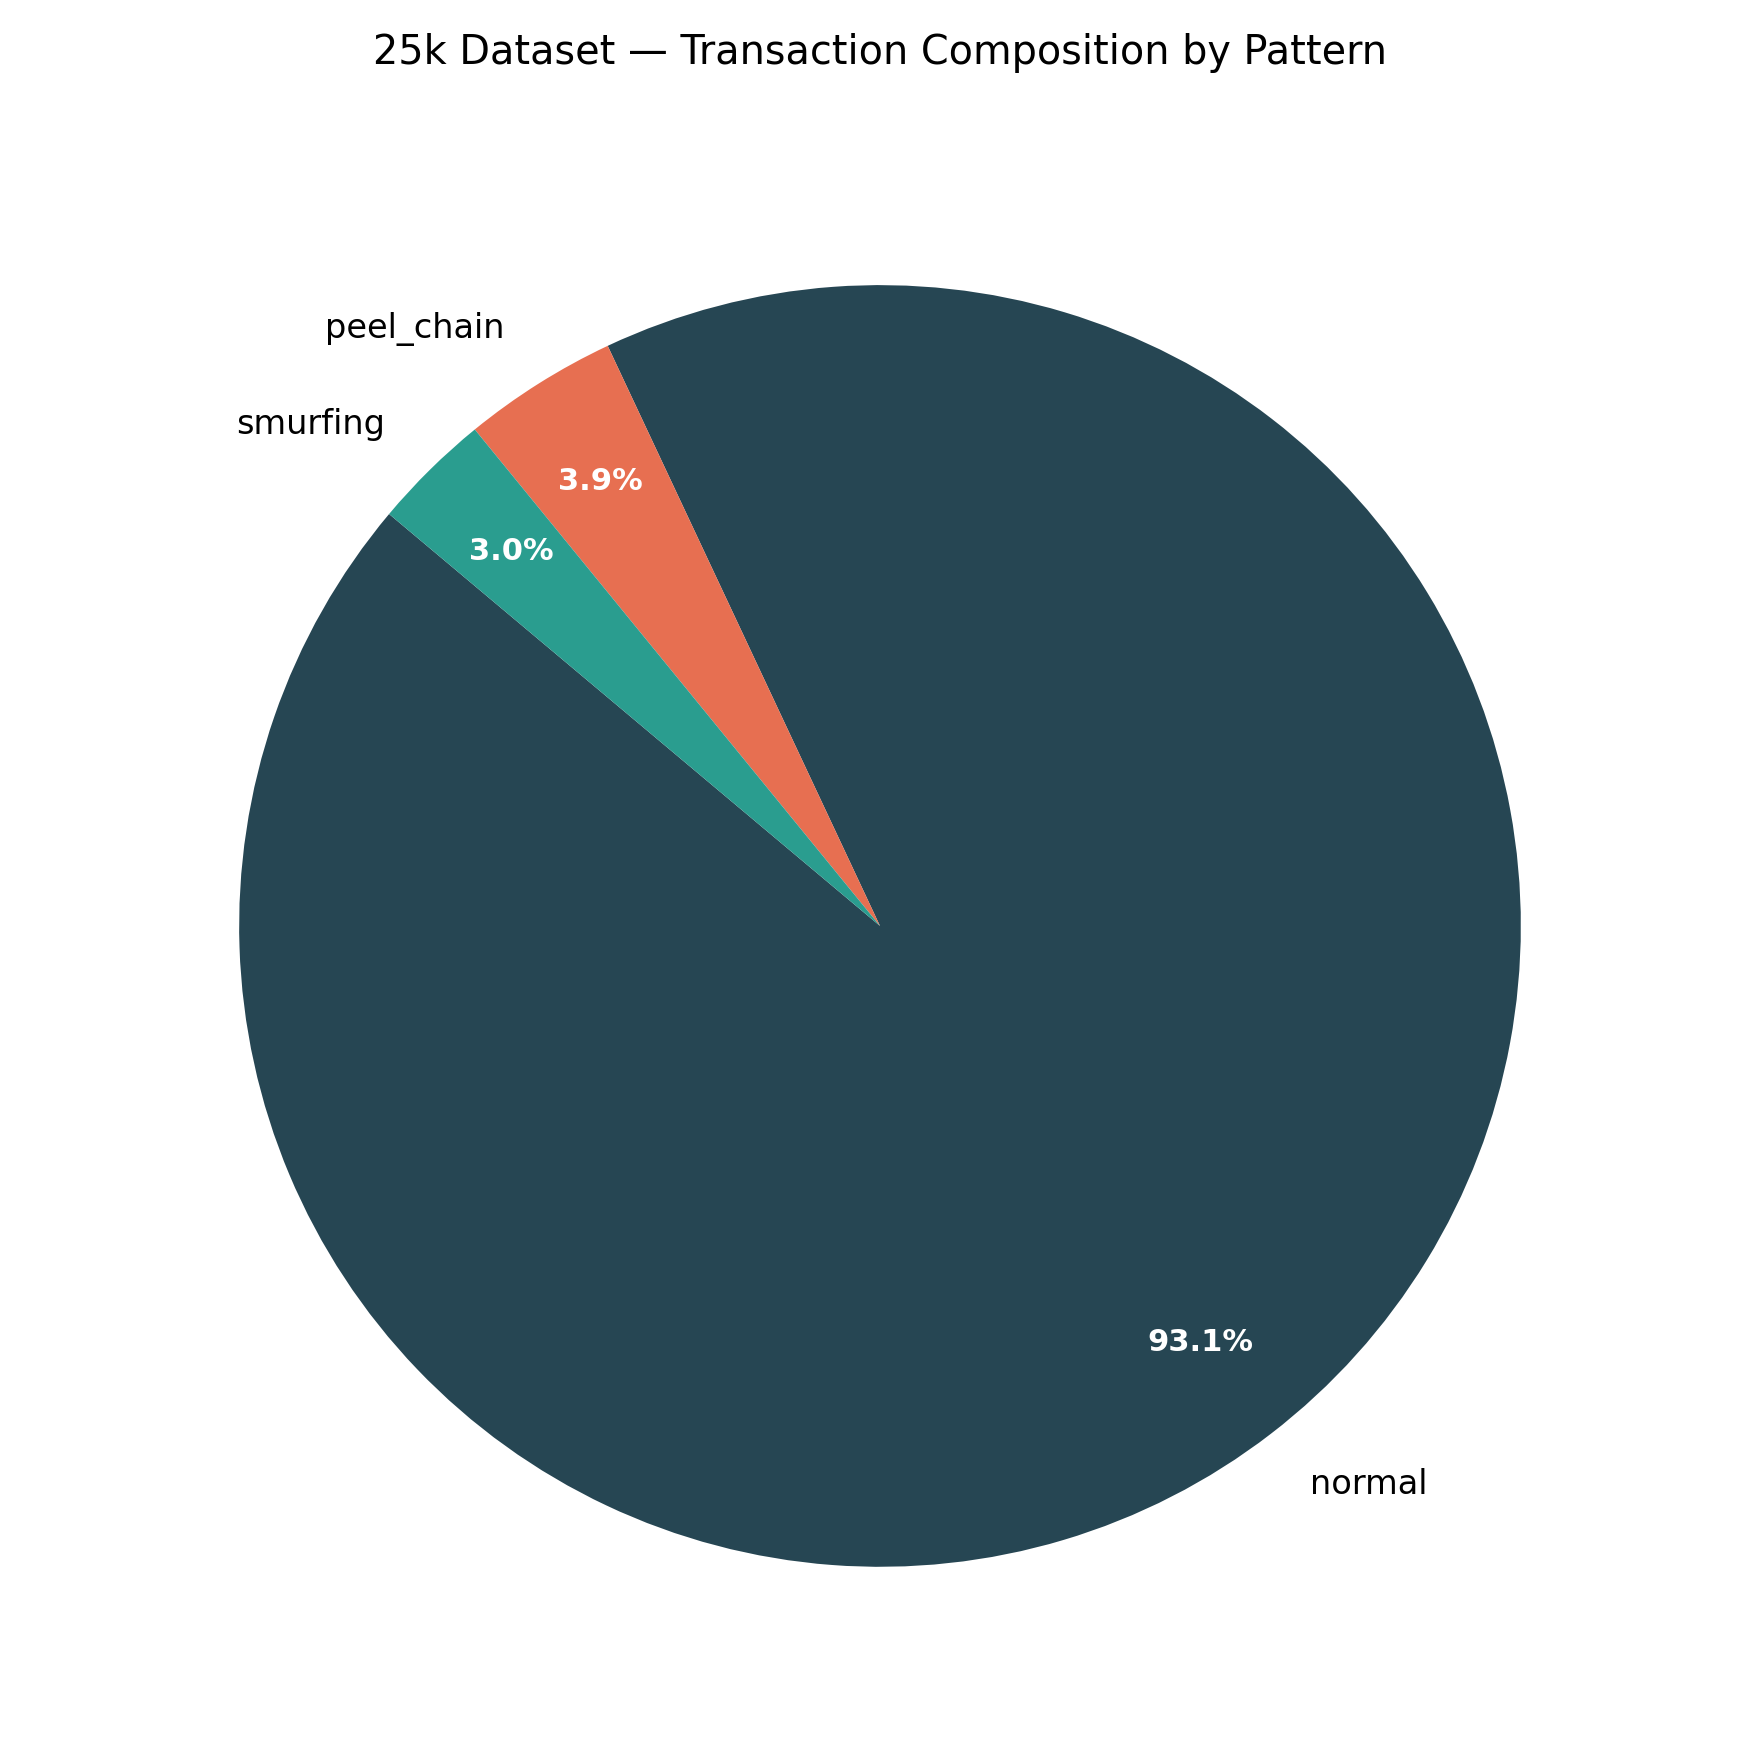 25k Dataset — Transaction Composition by Pattern
peel_chain
smurfing
3.9%
3.0%
93.1%
normal